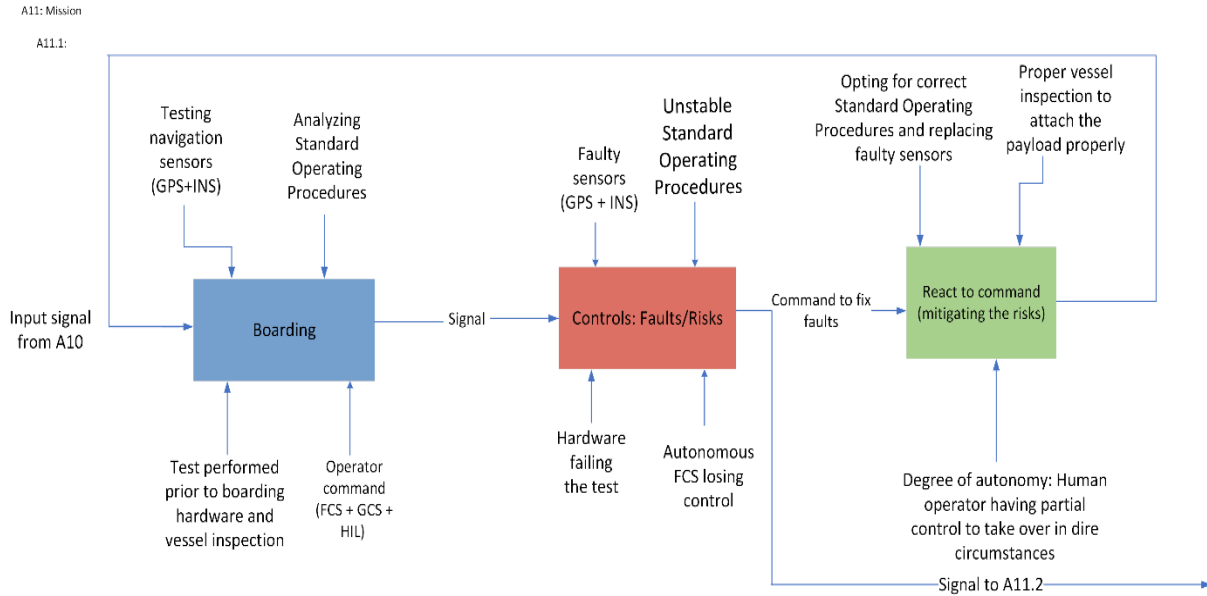 A11: Mission
A11.1:
Testing
navigation
sensors
(GPS+INS)
Analyzing
Standard
Operating
Procedures
Faulty
sensors
(GPS + INS)
Unstable
Standard
Operating
Procedures
Opting for correct
Standard Operating
Procedures and replacing
faulty sensors
Proper vessel
inspection to
attach the
payload properly
Input signal
from A10
Boarding
Signal
Controls: Faults/Risks
Command to fix
faults
React to command
(mitigating the risks)
Test performed
prior to boarding
hardware and
vessel inspection
Operator
command
(FCS + GCS +
HIL)
Hardware
failing
the test
Autonomous
FCS losing
control
Degree of autonomy: Human
operator having partial
control to take over in dire
circumstances
Signal to A11.2